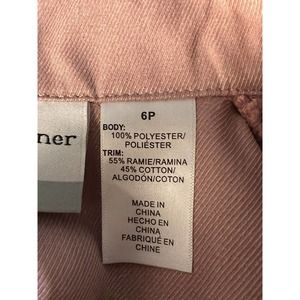 ner
6P
BODY:
100% POLYESTER/
POLIÉSTER
TRIM:
55% RAMIE/RAMINA
45% COTTON/
ALGODÓN/COTON
MADE IN
CHINA
HECHO EN
CHINA
FABRIQUÉ EN
CHINE